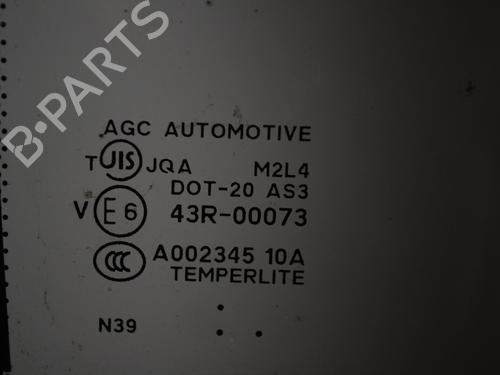 B-PARTS
AGC AUTOMOTIVE
T JIS JQA M2L4
DOT-20 AS3
V E6 43R-00073
CCC A002345 10A
TEMPERLITE
N39